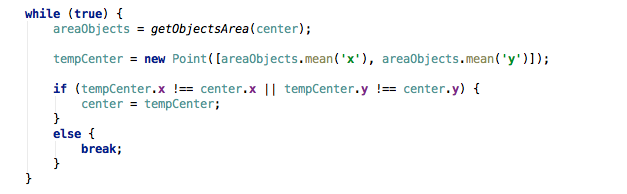 while (true) {
    areaObjects = getObjectsArea(center);

    tempCenter = new Point([areaObjects.mean('x'), areaObjects.mean('y')]);

    if (tempCenter.x !== center.x || tempCenter.y !== center.y) {
        center = tempCenter;
    }
    else {
        break;
    }
}